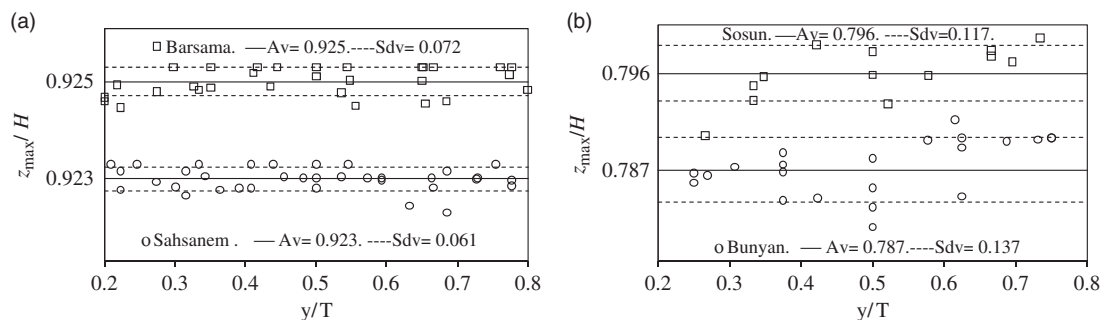 (a)
Barsama. Av = 0.925. ----Sdv = 0.072
0.925
z_max / H
0.923
Sahsanem . Av= 0.923. ----Sdv= 0.061
0.2 0.3 0.4 0.5 0.6 0.7 0.8
y/T
(b)
Sosun. Av= 0.796. ----Sdv=0.117.
0.796
z_max/H
0.787
Bunyan. Av= 0.787.----Sdv= 0.137
0.2 0.3 0.4 0.5 0.6 0.7 0.8
y/T